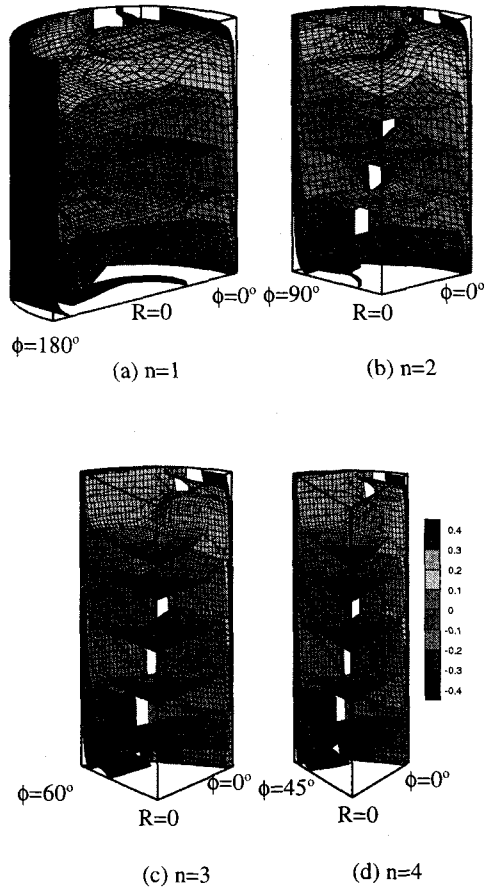 φ=180°
R=0
φ=0°
(a) n=1
φ=90°
R=0
φ=0°
(b) n=2
φ=60°
R=0
φ=0°
(c) n=3
φ=45°
R=0
φ=0°
(d) n=4
0.4
0.3
0.2
0.1
0
-0.1
-0.2
-0.3
-0.4